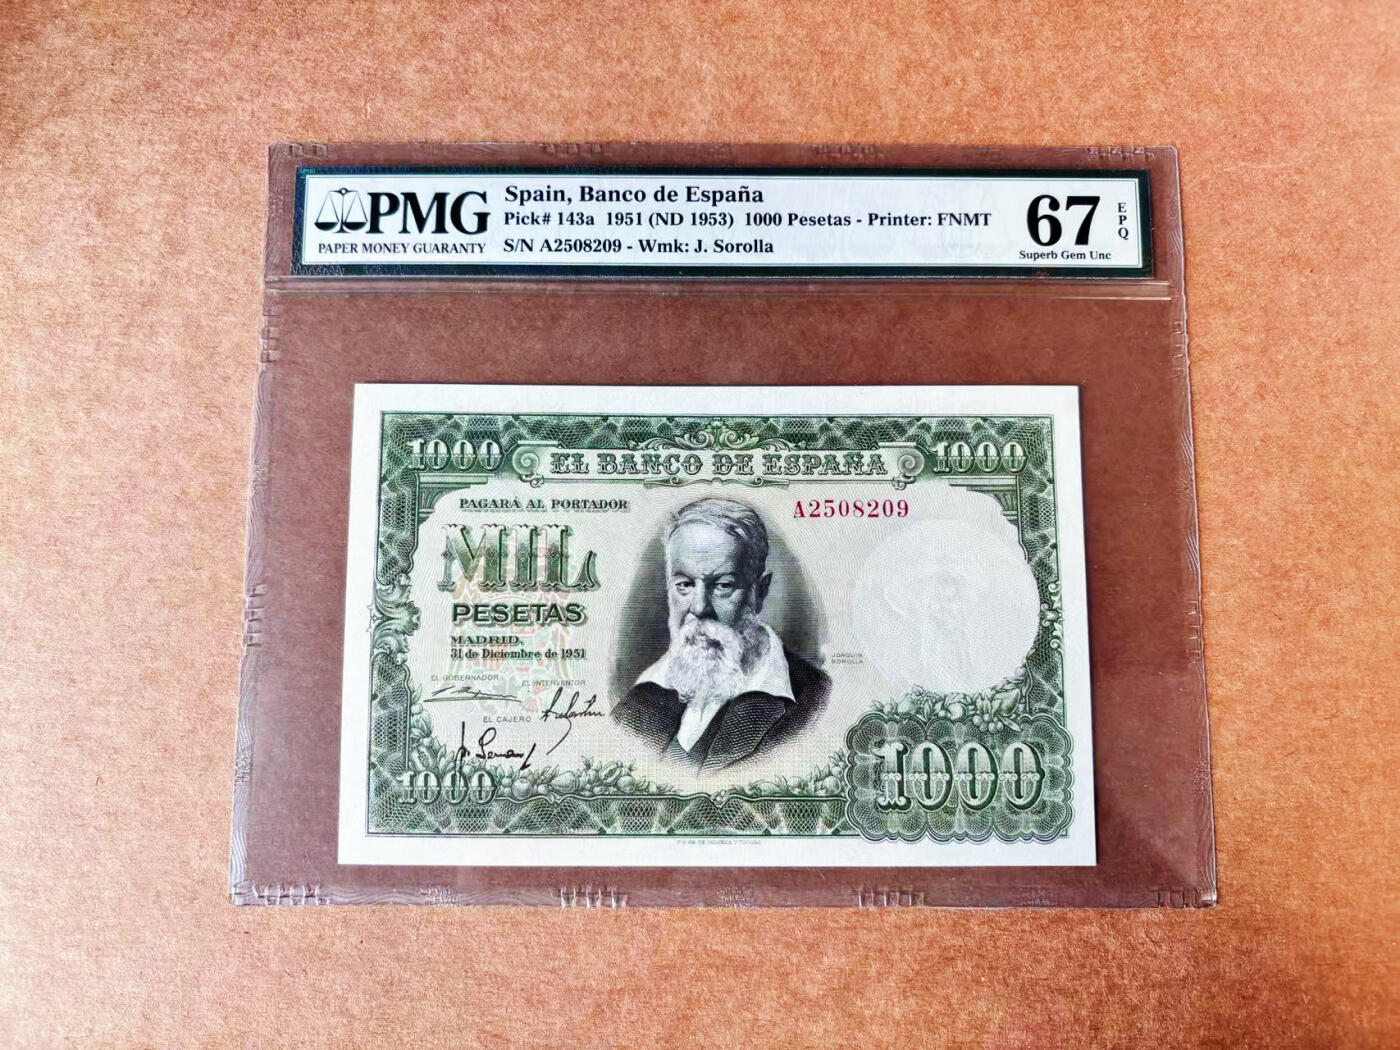 PMG
PAPER MONEY GUARANTY
Spain, Banco de España
Pick# 143a 1951 (ND 1953) 1000 Pesetas - Printer: FNMT
S/N A2508209 - Wmk: J. Sorolla
67
EPQ
Superb Gem Unc
1000
EL BANCO DE ESPAÑA
1000
PAGARÁ AL PORTADOR
A2508209
MIL
PESETAS
MADRID,
31 de Diciembre de 1951
JOAQUIN
SOROLLA
EL GOBERNADOR
EL INTERVENTOR
EL CAJERO
1000
1000